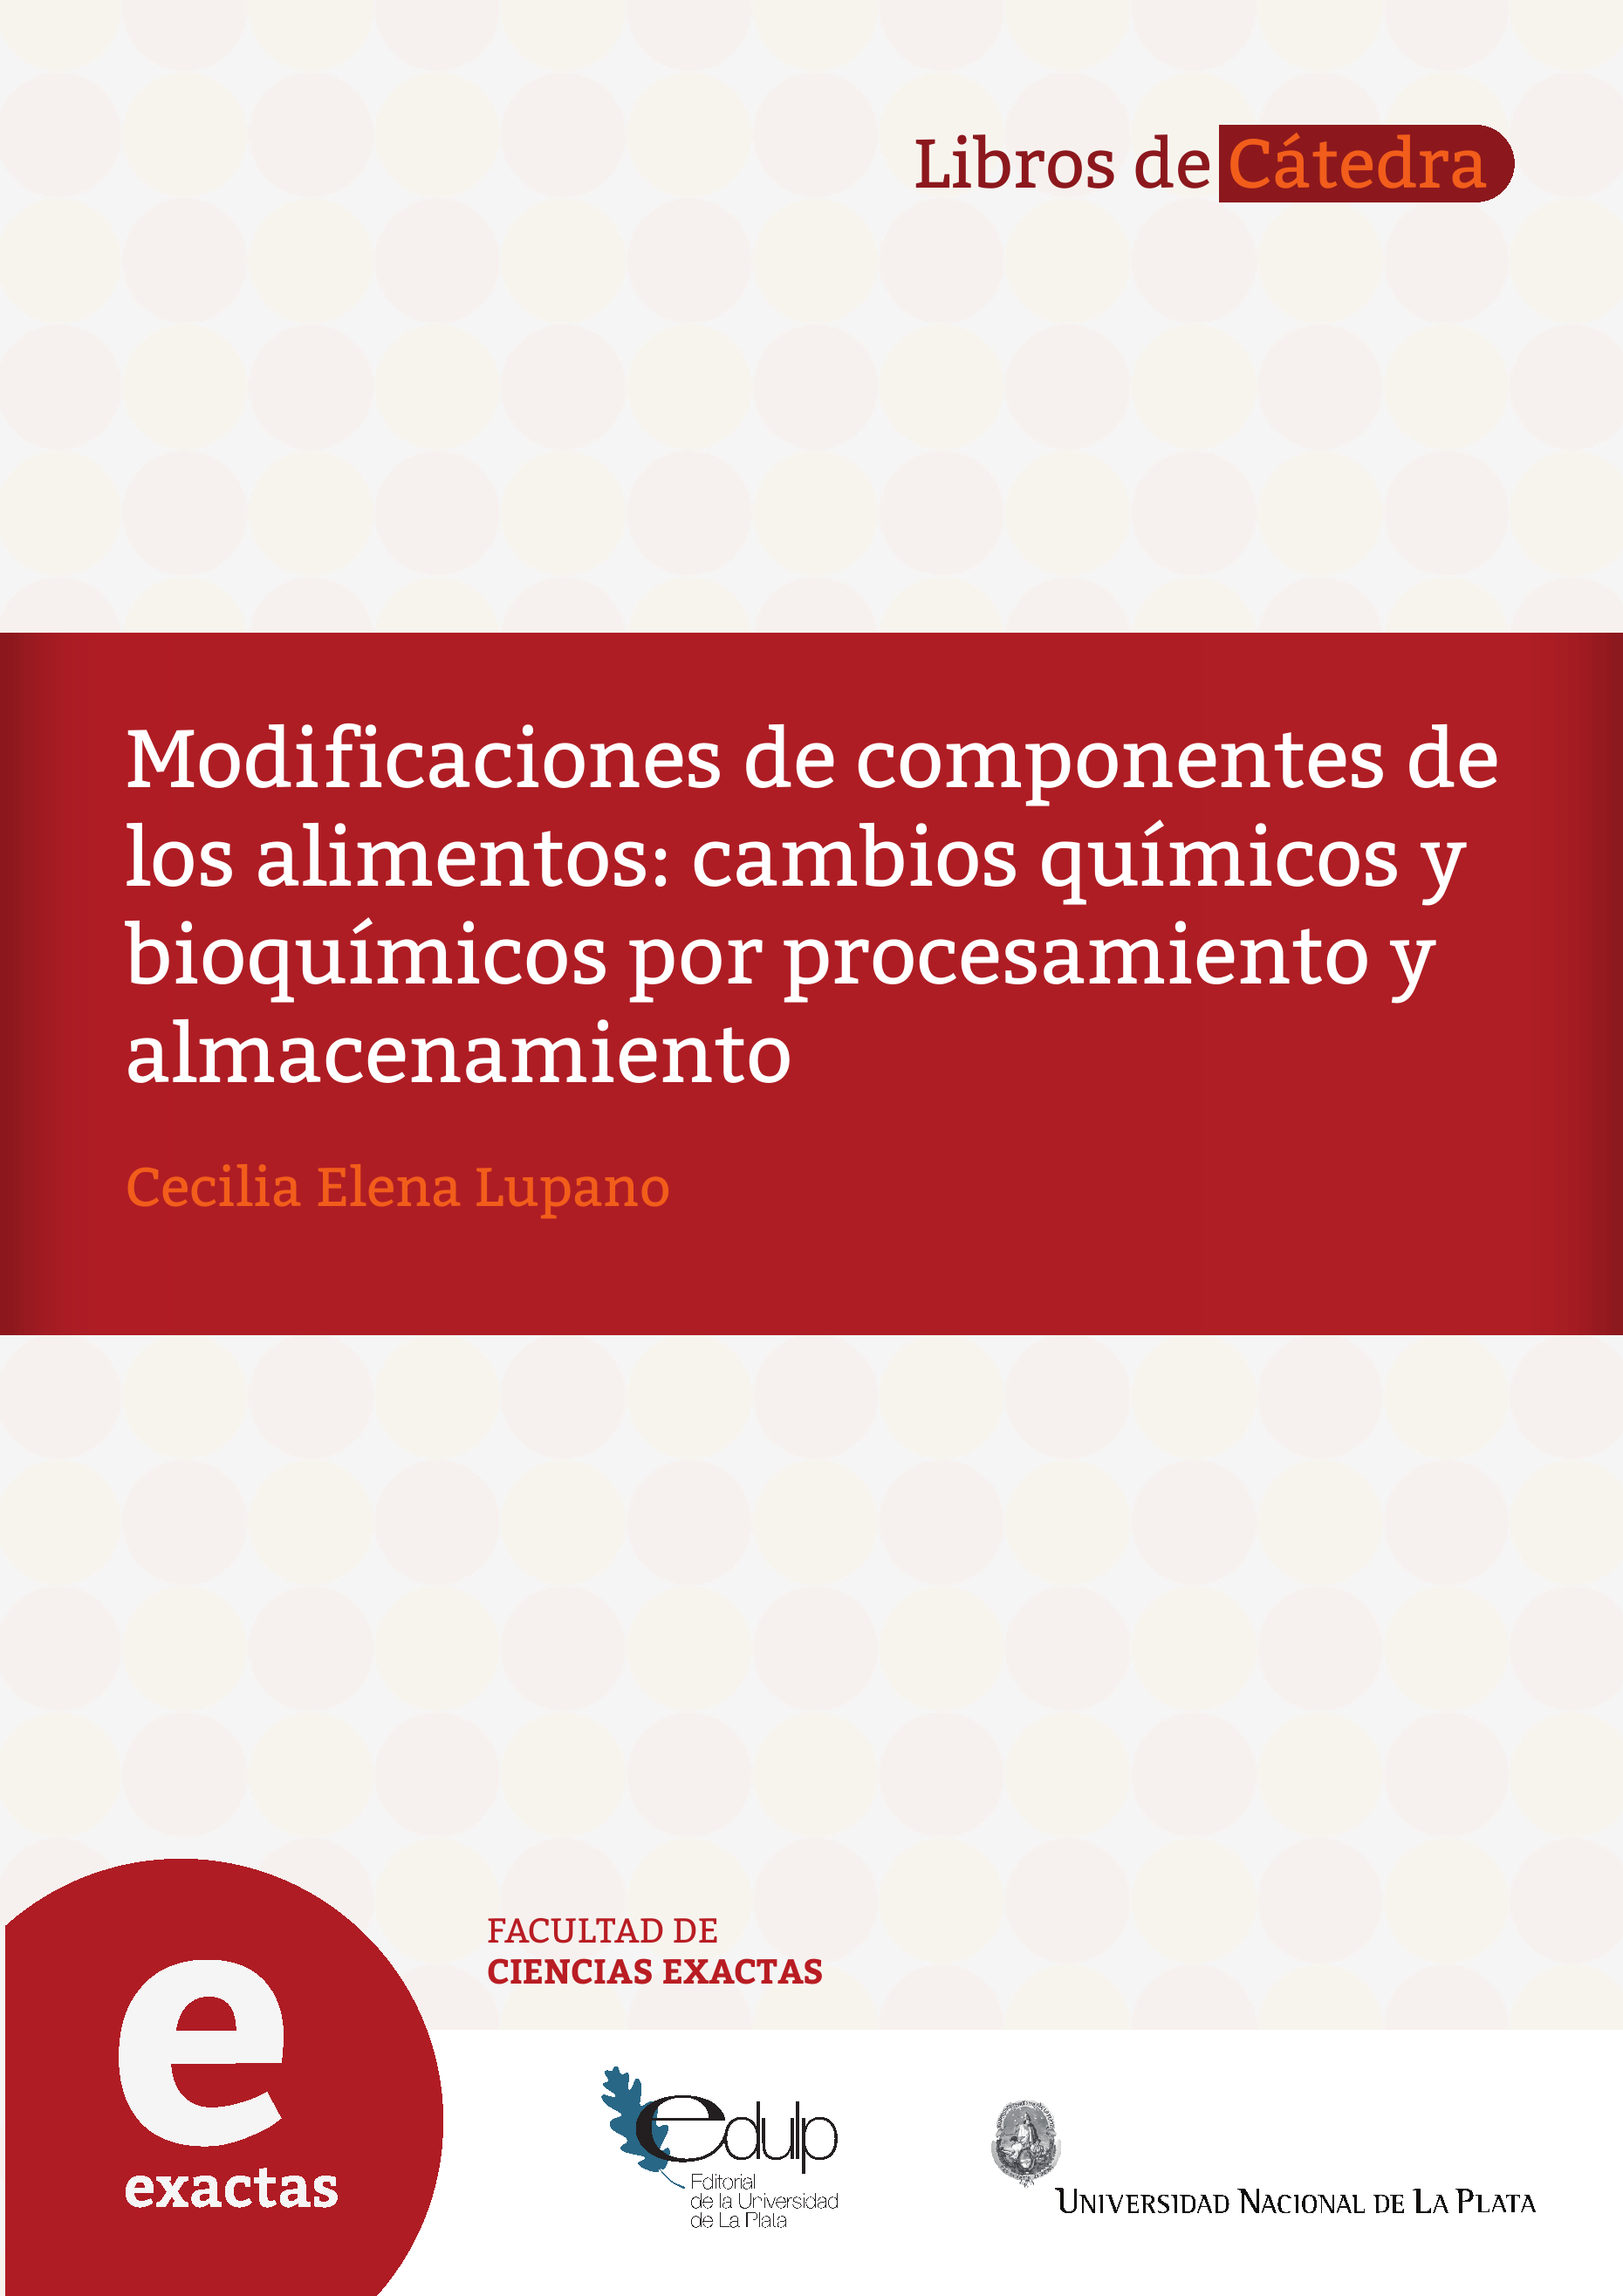 Libros de Cátedra
Modificaciones de componentes de
los alimentos: cambios químicos y
bioquímicos por procesamiento y
almacenamiento
Cecilia Elena Lupano
FACULTAD DE
CIENCIAS EXACTAS
e
exactas
edulp
Editorial
de la Universidad
de La Plata
UNIVERSIDAD NACIONAL DE LA PLATA